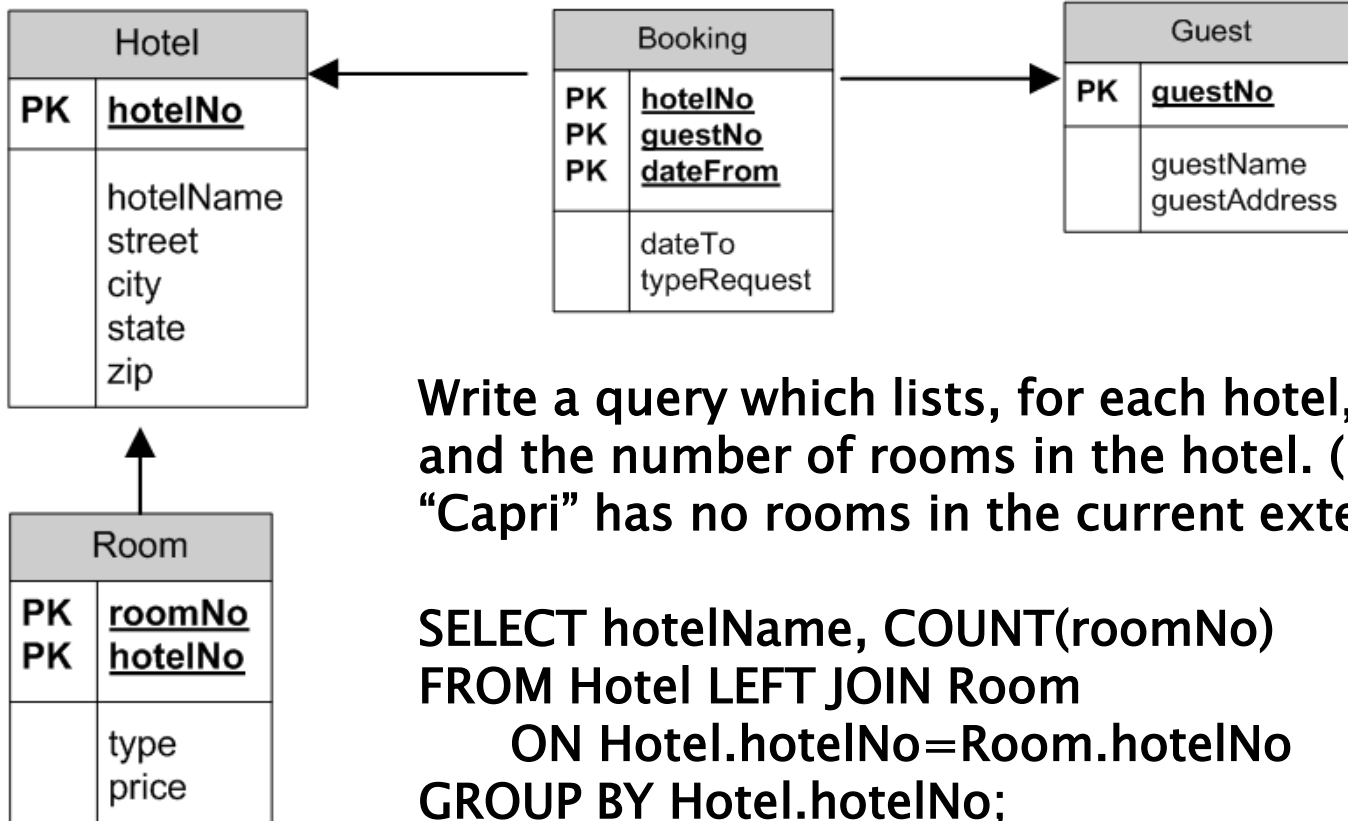 Hotel
PK hotelNo
hotelName
street
city
state
zip
Booking
PK hotelNo
PK guestNo
PK dateFrom
dateTo
typeRequest
Guest
PK guestNo
guestName
guestAddress
Room
PK roomNo
PK hotelNo
type
price
Write a query which lists, for each hotel,
and the number of rooms in the hotel. (
“Capri” has no rooms in the current exte
SELECT hotelName, COUNT(roomNo)
FROM Hotel LEFT JOIN Room
ON Hotel.hotelNo=Room.hotelNo
GROUP BY Hotel.hotelNo;